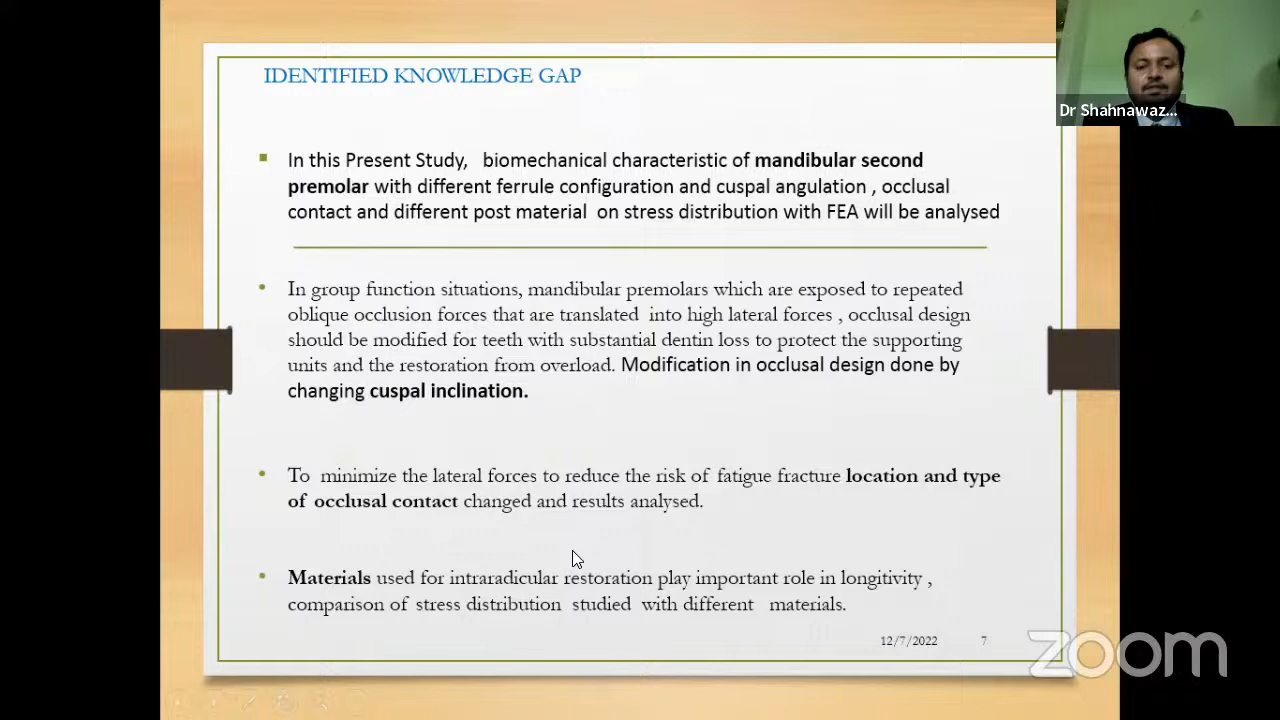 IDENTIFIED KNOWLEDGE GAP
Dr Shahnawaz...
In this Present Study, biomechanical characteristic of mandibular second
premolar with different ferrule configuration and cuspal angulation , occlusal
contact and different post material on stress distribution with FEA will be analysed
In group function situations, mandibular premolars which are exposed to repeated
oblique occlusion forces that are translated into high lateral forces , occlusal design
should be modified for teeth with substantial dentin loss to protect the supporting
units and the restoration from overload. Modification in occlusal design done by
changing cuspal inclination.
To minimize the lateral forces to reduce the risk of fatigue fracture location and type
of occlusal contact changed and results analysed.
Materials used for intraradicular restoration play important role in longitivity ,
comparison of stress distribution studied with different materials.
12/7/2022 7
zoom